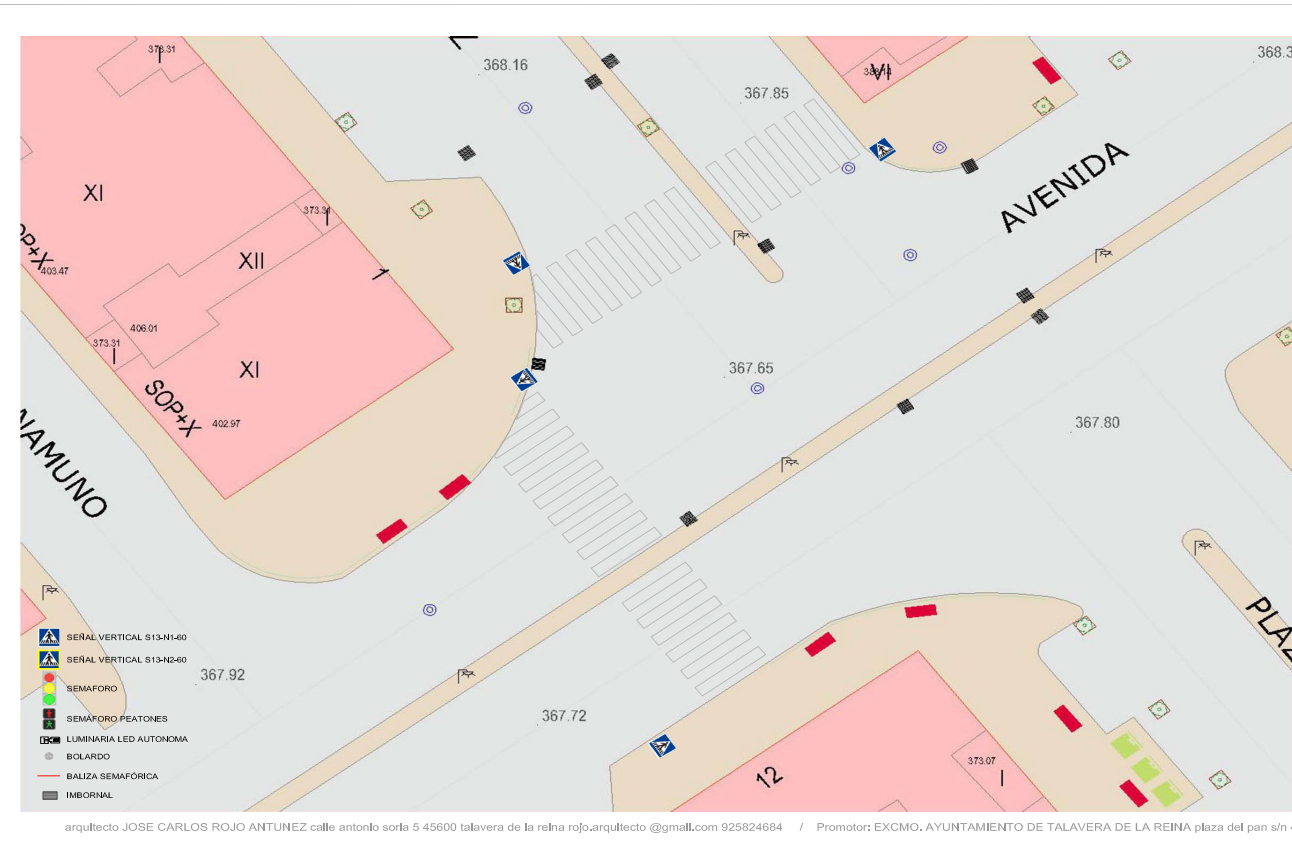 373.31
368.16
VI
367.85
368.3
XI
373.31
AVENIDA
OP+X
403.47
XII
1
406.01
373.31
XI
367.65
SOP+X
402.97
367.80
NAMUNO
SEÑAL VERTICAL S13-N1-60
SEÑAL VERTICAL S13-N2-60
SEMAFORO
SEMÁFORO PEATONES
LUMINARIA LED AUTONOMA
BOLARDO
BALIZA SEMAFÓRICA
IMBORNAL
367.92
367.72
PLAZ
12
373.07
I
arquitecto JOSE CARLOS ROJO ANTUNEZ calle antonio soria 5 45600 talavera de la reina rojo.arquitecto @gmail.com 925824684 / Promotor: EXCMO. AYUNTAMIENTO DE TALAVERA DE LA REINA plaza del pan s/n